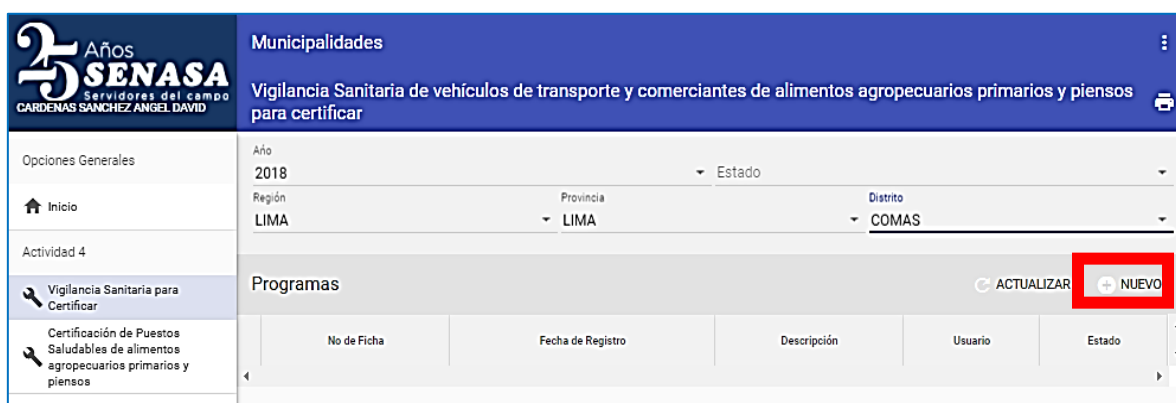 25 Años
SENASA
Servidores del campo
CARDENAS SANCHEZ ANGEL DAVID
Municipalidades
Vigilancia Sanitaria de vehículos de transporte y comerciantes de alimentos agropecuarios primarios y piensos
para certificar
Opciones Generales
Inicio
Actividad 4
Vigilancia Sanitaria para
Certificar
Certificación de Puestos
Saludables de alimentos
agropecuarios primarios y
piensos
Año
2018
Estado
Región
Provincia
Distrito
LIMA
LIMA
COMAS
Programas
ACTUALIZAR
NUEVO
No de Ficha
Fecha de Registro
Descripción
Usuario
Estado